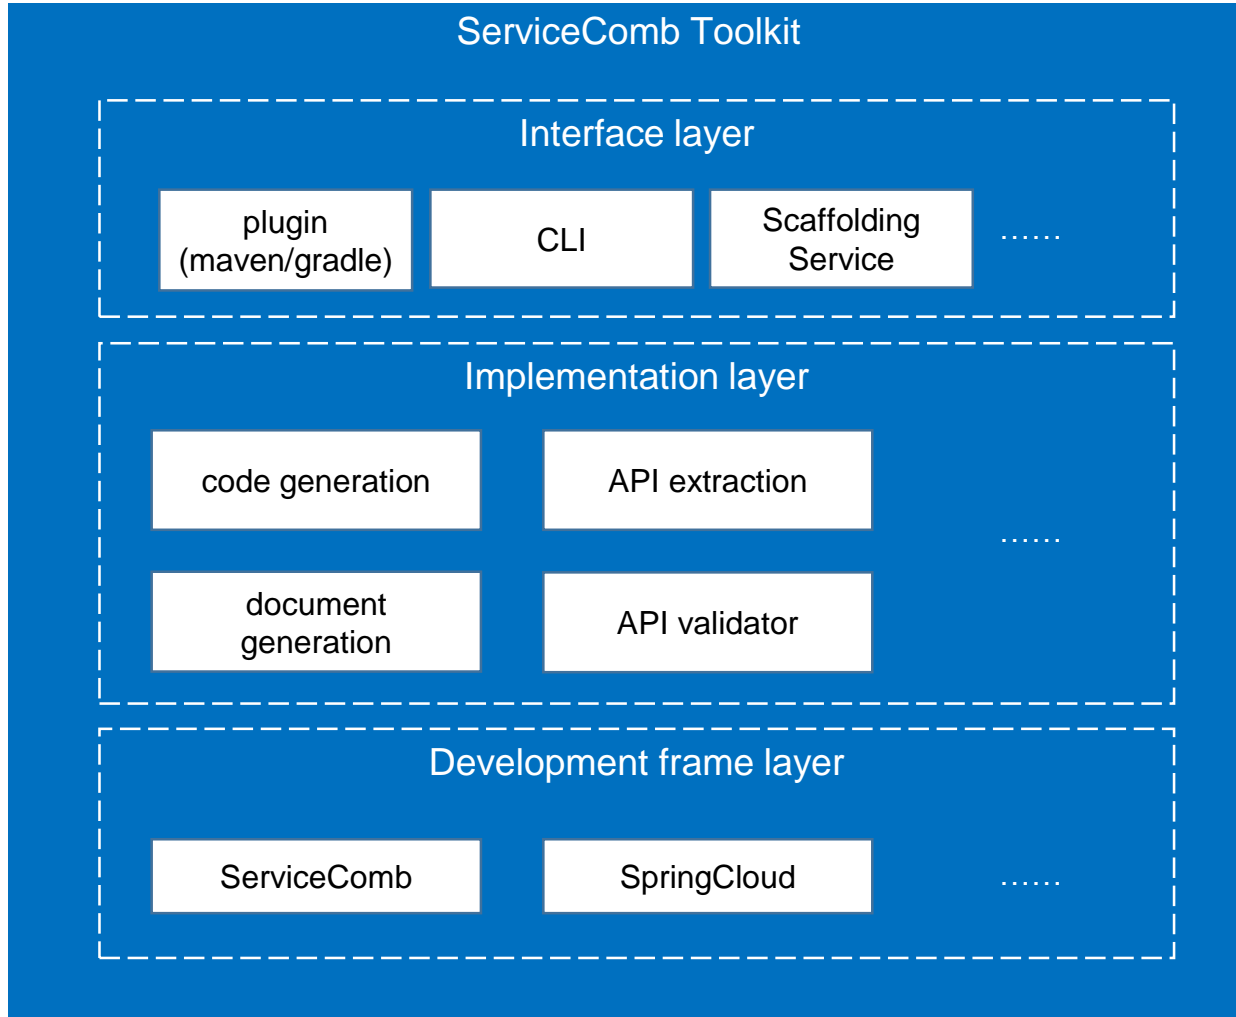 ServiceComb Toolkit
Interface layer
plugin
(maven/gradle)
CLI
Scaffolding
Service
......
Implementation layer
code generation
API extraction
......
document
generation
API validator
Development frame layer
ServiceComb
SpringCloud
......